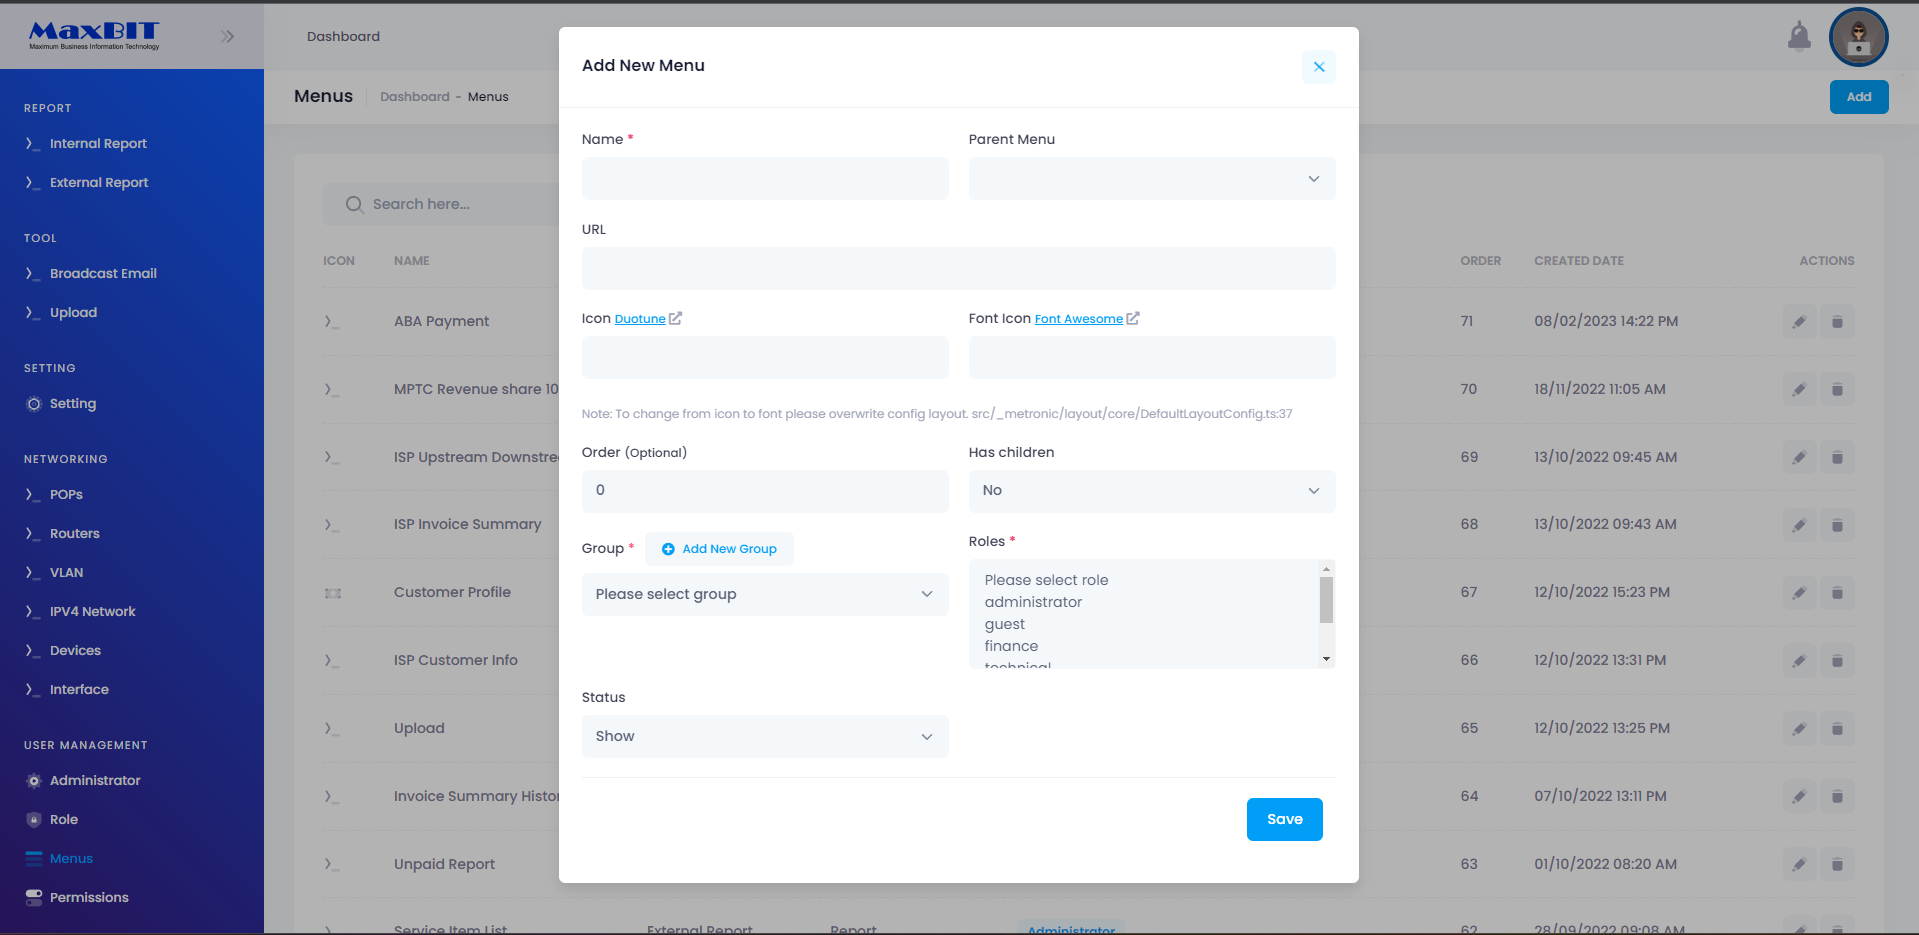 MaxBIT
Maximum Business Information Technology
REPORT
Internal Report
External Report
TOOL
Broadcast Email
Upload
SETTING
Setting
NETWORKING
POPs
Routers
VLAN
IPV4 Network
Devices
Interface
USER MANAGEMENT
Administrator
Role
Menus
Permissions
Dashboard
Menus
Dashboard - Menus
Add
Search here...
ICON NAME ORDER CREATED DATE ACTIONS
ABA Payment 71 08/02/2023 14:22 PM
MPTC Revenue share 10 70 18/11/2022 11:05 AM
ISP Upstream Downstre 69 13/10/2022 09:45 AM
ISP Invoice Summary 68 13/10/2022 09:43 AM
Customer Profile 67 12/10/2022 15:23 PM
ISP Customer Info 66 12/10/2022 13:31 PM
Upload 65 12/10/2022 13:25 PM
Invoice Summary Histor 64 07/10/2022 13:11 PM
Unpaid Report 63 01/10/2022 08:20 AM
Service Item List External Report Report Administrator 62 28/09/2022 09:08 AM
Add New Menu
Name *
Parent Menu
URL
Icon Duotune
Font Icon Font Awesome
Note: To change from icon to font please overwrite config layout. src/_metronic/layout/core/DefaultLayoutConfig.ts:37
Order (Optional)
0
Has children
No
Group *
Add New Group
Please select group
Roles *
Please select role
administrator
guest
finance
technical
Status
Show
Save